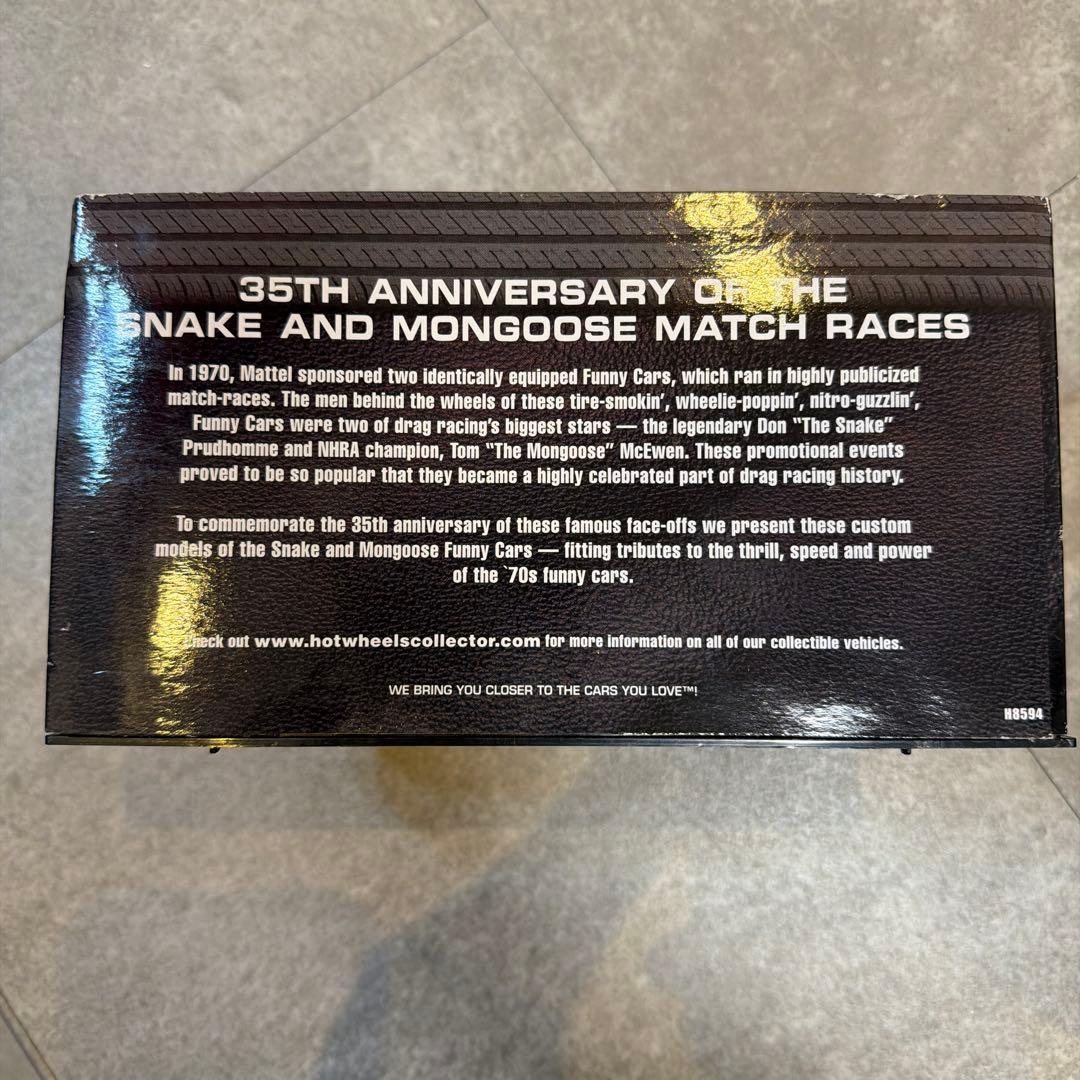 35TH ANNIVERSARY OF THE
SNAKE AND MONGOOSE MATCH RACES
In 1970, Mattel sponsored two identically equipped Funny Cars, which ran in highly publicized
match-races. The men behind the wheels of these tire-smokin', wheelie-poppin', nitro-guzzlin',
Funny Cars were two of drag racing's biggest stars — the legendary Don "The Snake"
Prudhomme and NHRA champion, Tom "The Mongoose" McEwen. These promotional events
proved to be so popular that they became a highly celebrated part of drag racing history.
To commemorate the 35th anniversary of these famous face-offs we present these custom
models of the Snake and Mongoose Funny Cars — fitting tributes to the thrill, speed and power
of the `70s funny cars.
Check out www.hotwheelscollector.com for more information on all of our collectible vehicles.
WE BRING YOU CLOSER TO THE CARS YOU LOVE™!
H8594